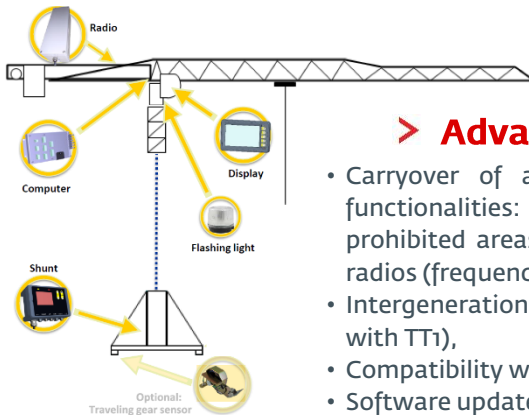 Radio
Computer
Display
Flashing light
Shunt
Optional:
Traveling gear sensor
> Adva
• Carryover of a
functionalities:
prohibited areas
radios (frequenc
• Intergeneration
with TT1),
• Compatibility w
• Software update